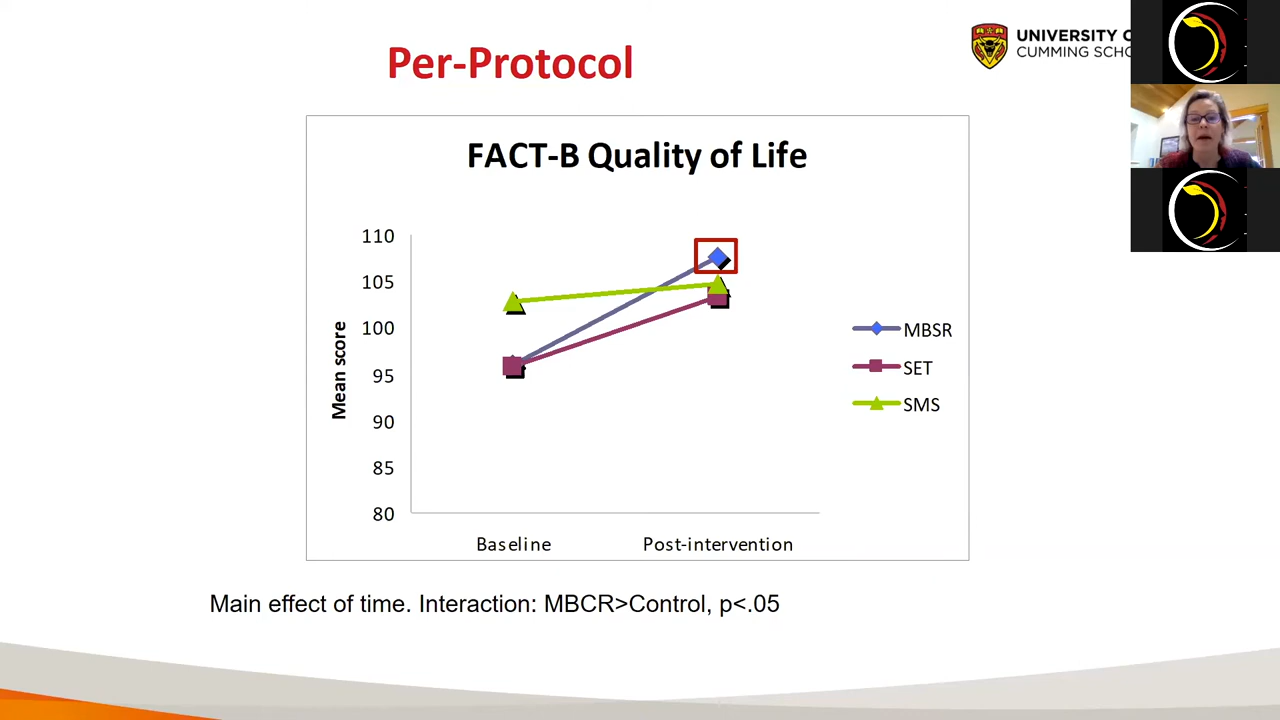 Per-Protocol
UNIVERSITY
CUMMING
FACT-B Quality of Life
110
105
100
95
90
85
80
Mean score
Baseline
Post-intervention
MBSR
SET
SMS
Main effect of time. Interaction: MBCR>Control, p<.05